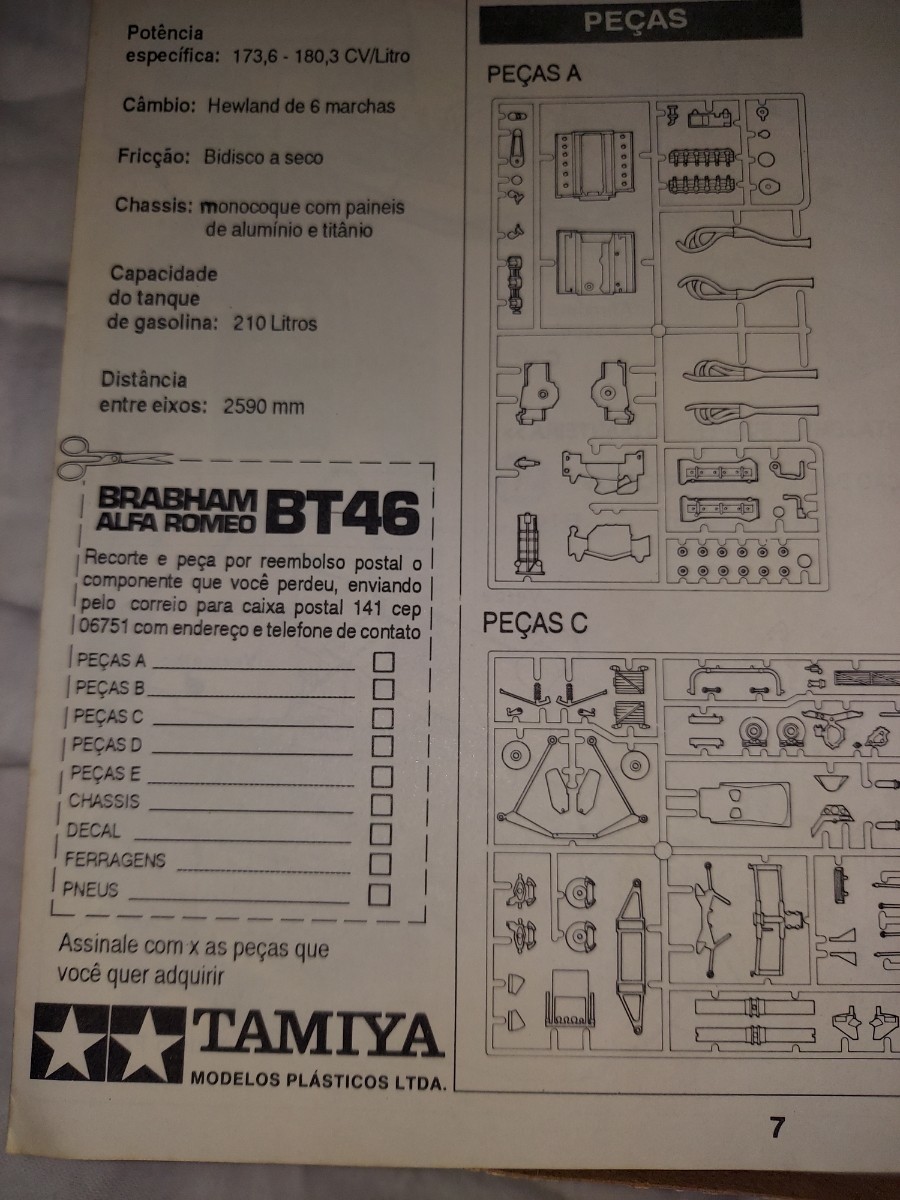 Potência
específica: 173,6 - 180,3 CV/Litro
Câmbio: Hewland de 6 marchas
Fricção: Bidisco a seco
Chassis: monocoque com paineis
de alumínio e titânio
Capacidade
do tanque
de gasolina: 210 Litros
Distância
entre eixos: 2590 mm
BRABHAM
ALFA ROMEO BT46
Recorte e peça por reembolso postal o
componente que você perdeu, enviando
pelo correio para caixa postal 141 cep
06751 com endereço e telefone de contato
PEÇAS A
PEÇAS B
PEÇAS C
PEÇAS D
PEÇAS E
CHASSIS
DECAL
FERRAGENS
PNEUS
Assinale com x as peças que
você quer adquirir
TAMIYA
MODELOS PLÁSTICOS LTDA.
PEÇAS
PEÇAS A
PEÇAS C
7